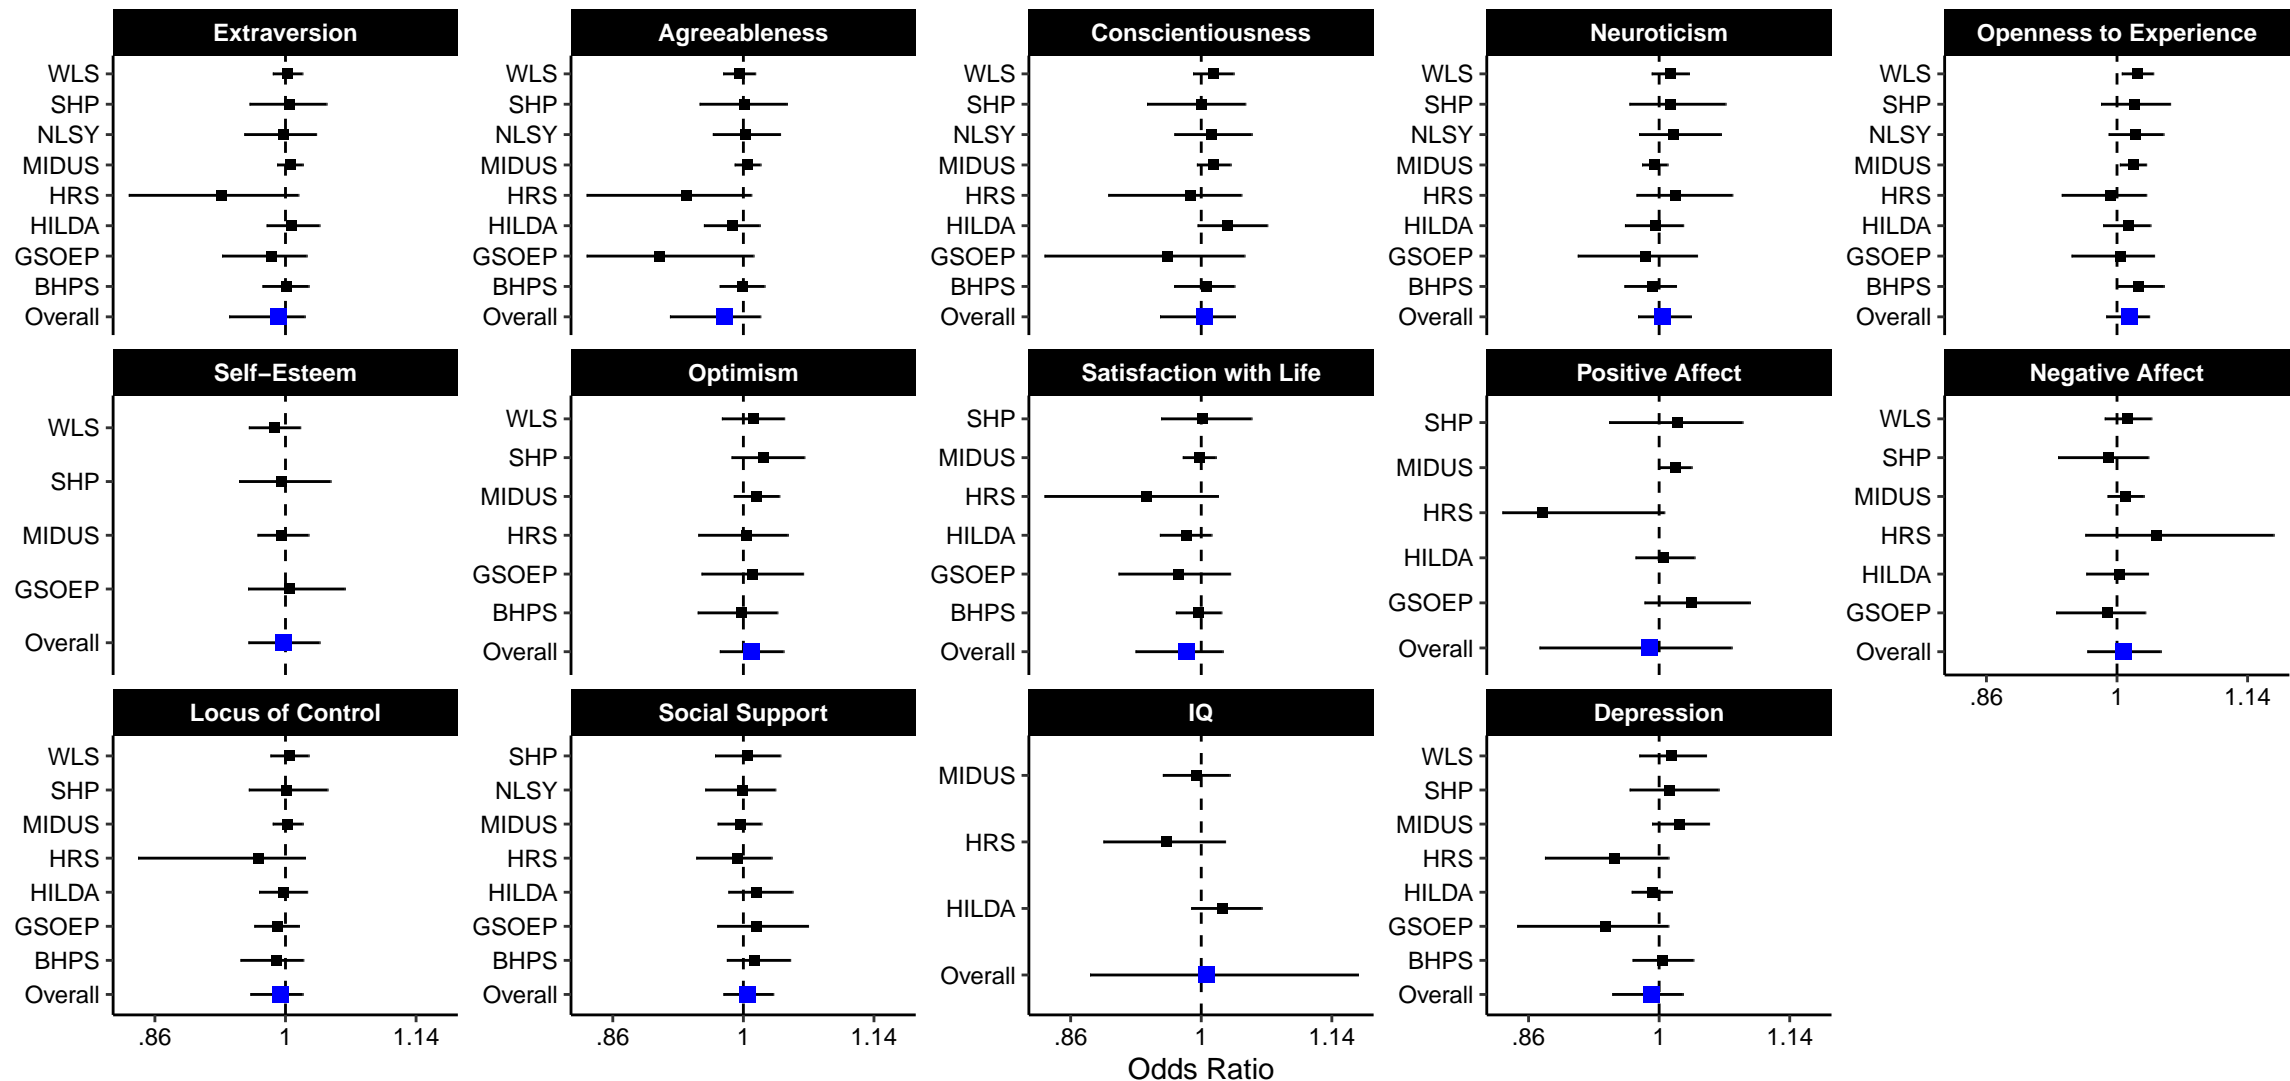 Extraversion
WLS
SHP
NLSY
MIDUS
HRS
HILDA
GSOEP
BHPS
Overall
Agreeableness
WLS
SHP
NLSY
MIDUS
HRS
HILDA
GSOEP
BHPS
Overall
Conscientiousness
WLS
SHP
NLSY
MIDUS
HRS
HILDA
GSOEP
BHPS
Overall
Neuroticism
WLS
SHP
NLSY
MIDUS
HRS
HILDA
GSOEP
BHPS
Overall
Openness to Experience
WLS
SHP
NLSY
MIDUS
HRS
HILDA
GSOEP
BHPS
Overall
Self−Esteem
WLS
SHP
MIDUS
GSOEP
Overall
Optimism
WLS
SHP
MIDUS
HRS
GSOEP
BHPS
Overall
Satisfaction with Life
SHP
MIDUS
HRS
HILDA
GSOEP
BHPS
Overall
Positive Affect
SHP
MIDUS
HRS
HILDA
GSOEP
Overall
Negative Affect
WLS
SHP
MIDUS
HRS
HILDA
GSOEP
Overall
.86 1 1.14
Locus of Control
WLS
SHP
MIDUS
HRS
HILDA
GSOEP
BHPS
Overall
.86 1 1.14
Social Support
SHP
NLSY
MIDUS
HRS
HILDA
GSOEP
BHPS
Overall
.86 1 1.14
IQ
MIDUS
HRS
HILDA
Overall
.86 1 1.14
Depression
WLS
SHP
MIDUS
HRS
HILDA
GSOEP
BHPS
Overall
.86 1 1.14
Odds Ratio